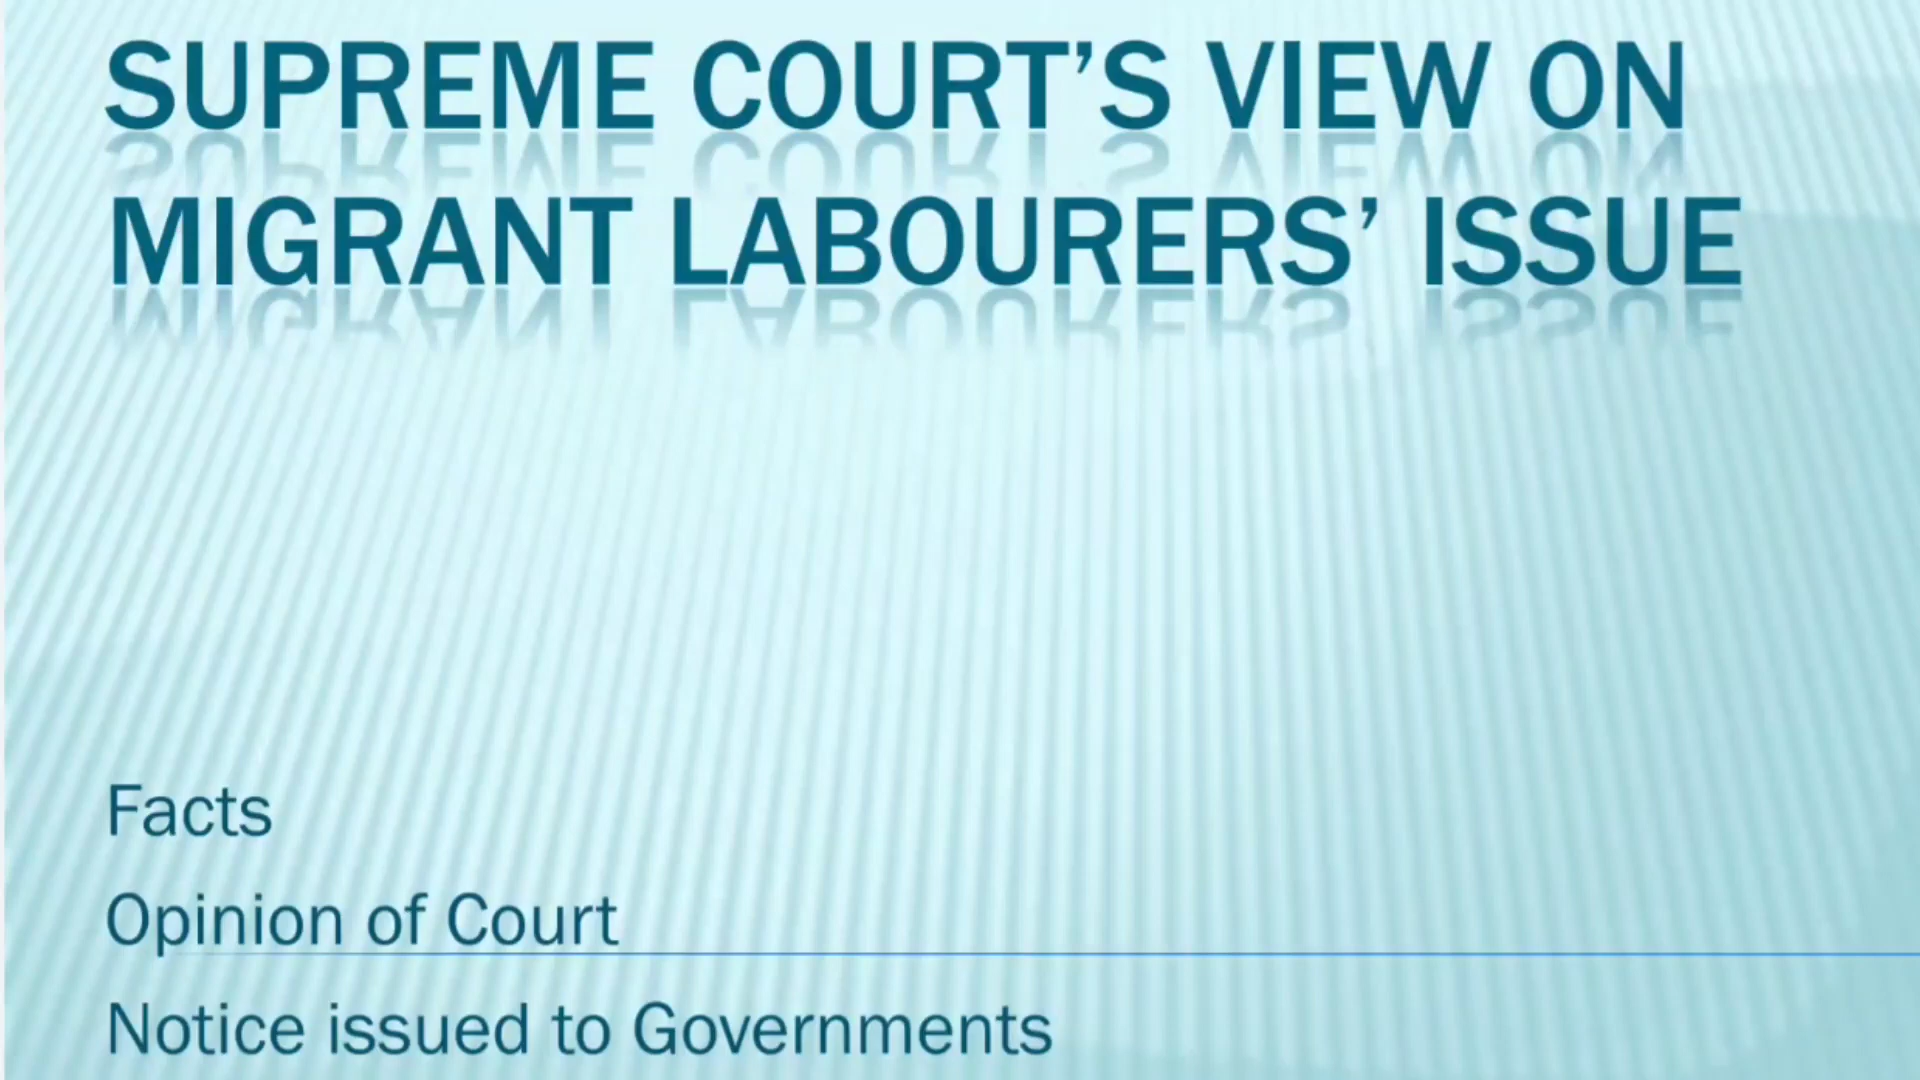 SUPREME COURT’S VIEW ON
MIGRANT LABOURERS’ ISSUE
Facts
Opinion of Court
Notice issued to Governments